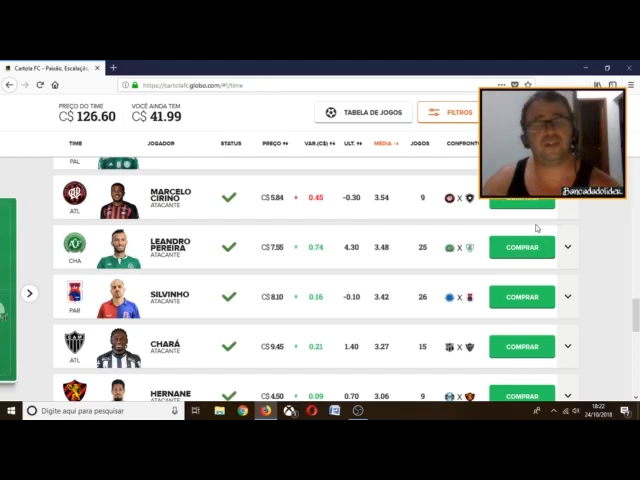 Cartola FC - Paixão, Escalação
https://cartolafc.globo.com/#!/time
PREÇO DO TIME
C$ 126.60
VOCÊ AINDA TEM
C$ 41.99
TABELA DE JOGOS
FILTROS
TIME JOGADOR STATUS PREÇO VAR.(C$) ULT. MÉDIA JOGOS CONFRONTO
PAL
MARCELO
CIRINO
ATACANTE
ATL
C$ 5.84 0.45 -0.30 3.54 9 X
LEANDRO
PEREIRA
ATACANTE
CHA
C$ 7.55 0.74 4.30 3.48 25 X COMPRAR
SILVINHO
ATACANTE
PAR
C$ 8.10 0.16 -0.10 3.42 26 X COMPRAR
CHARÁ
ATACANTE
ATL
C$ 9.45 0.21 1.40 3.27 15 X COMPRAR
HERNANE
ATACANTE
C$ 4.50 0.09 0.70 3.06 9 X COMPRAR
Bancadadolider
Digite aqui para pesquisar
18:22
24/10/2018